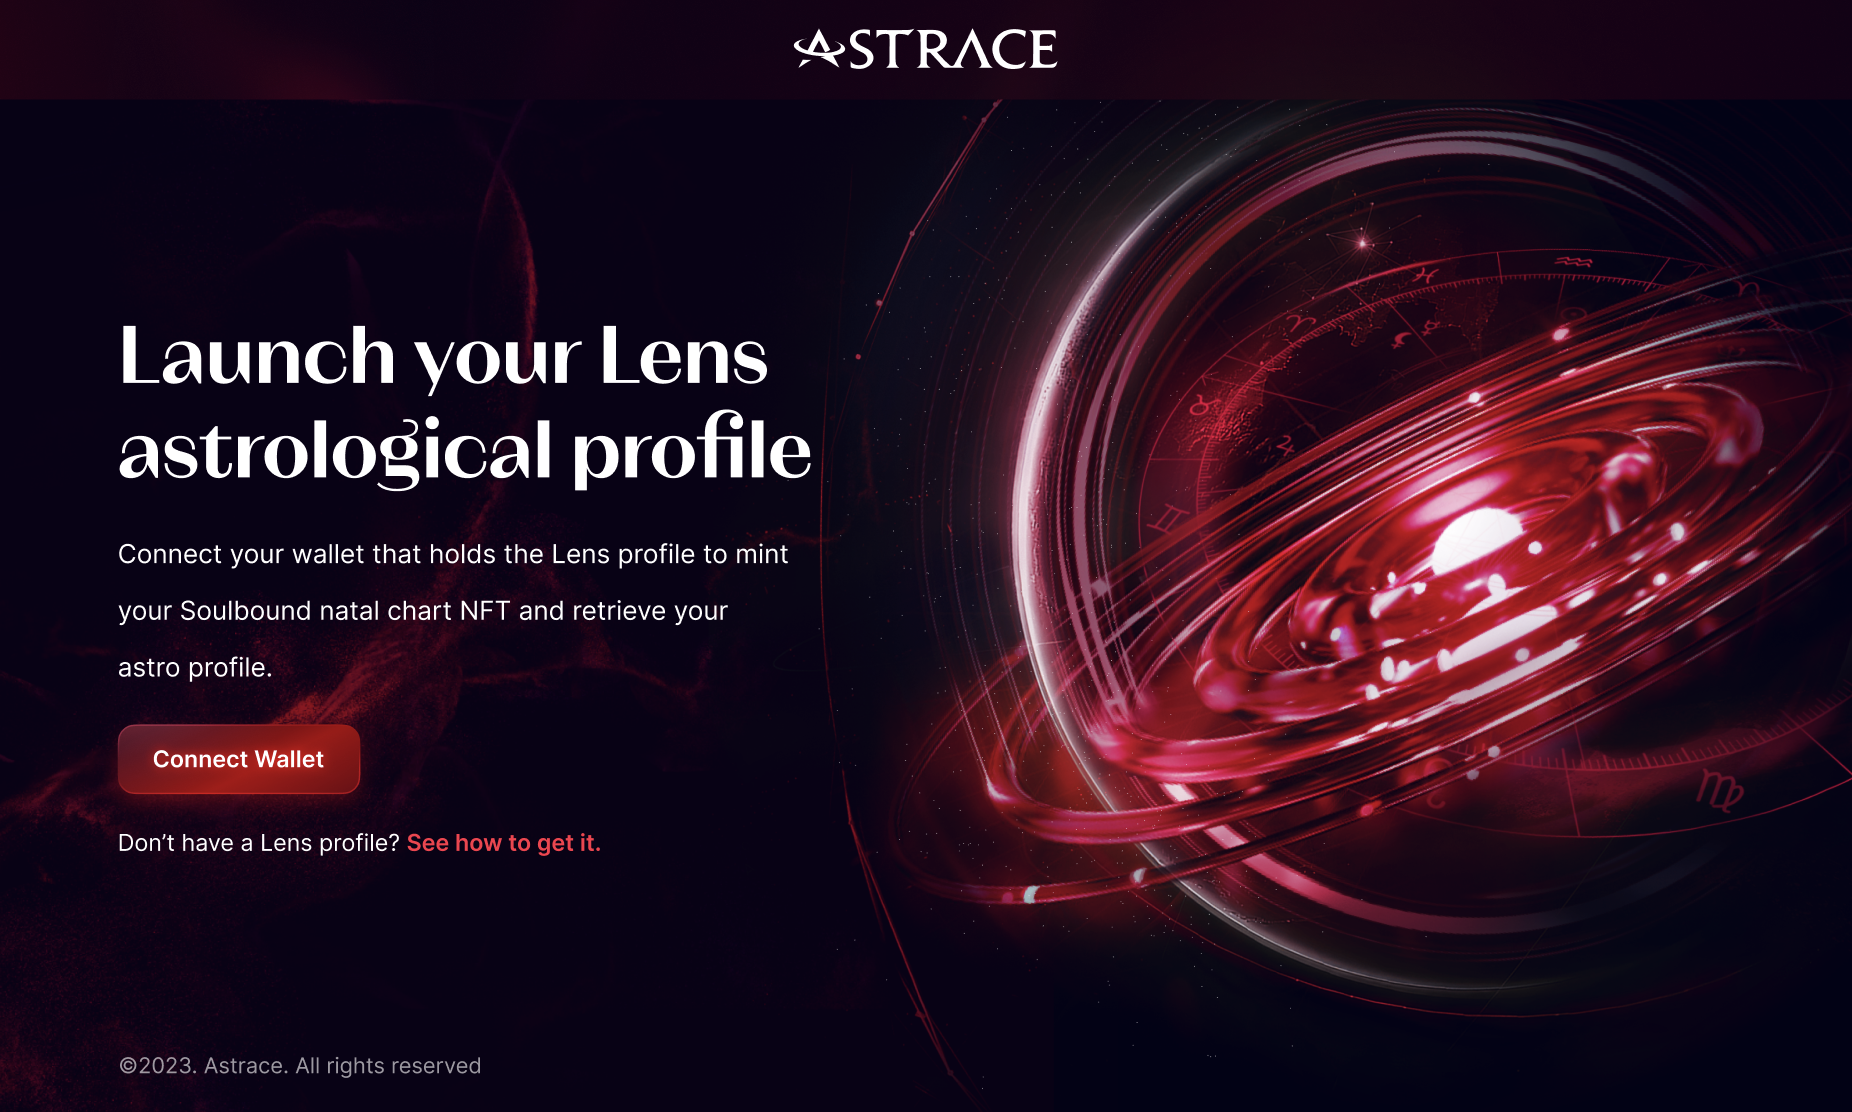 ASTRACE
Launch your Lens
astrological profile
Connect your wallet that holds the Lens profile to mint
your Soulbound natal chart NFT and retrieve your
astro profile.
Connect Wallet
Don’t have a Lens profile? See how to get it.
©2023. Astrace. All rights reserved